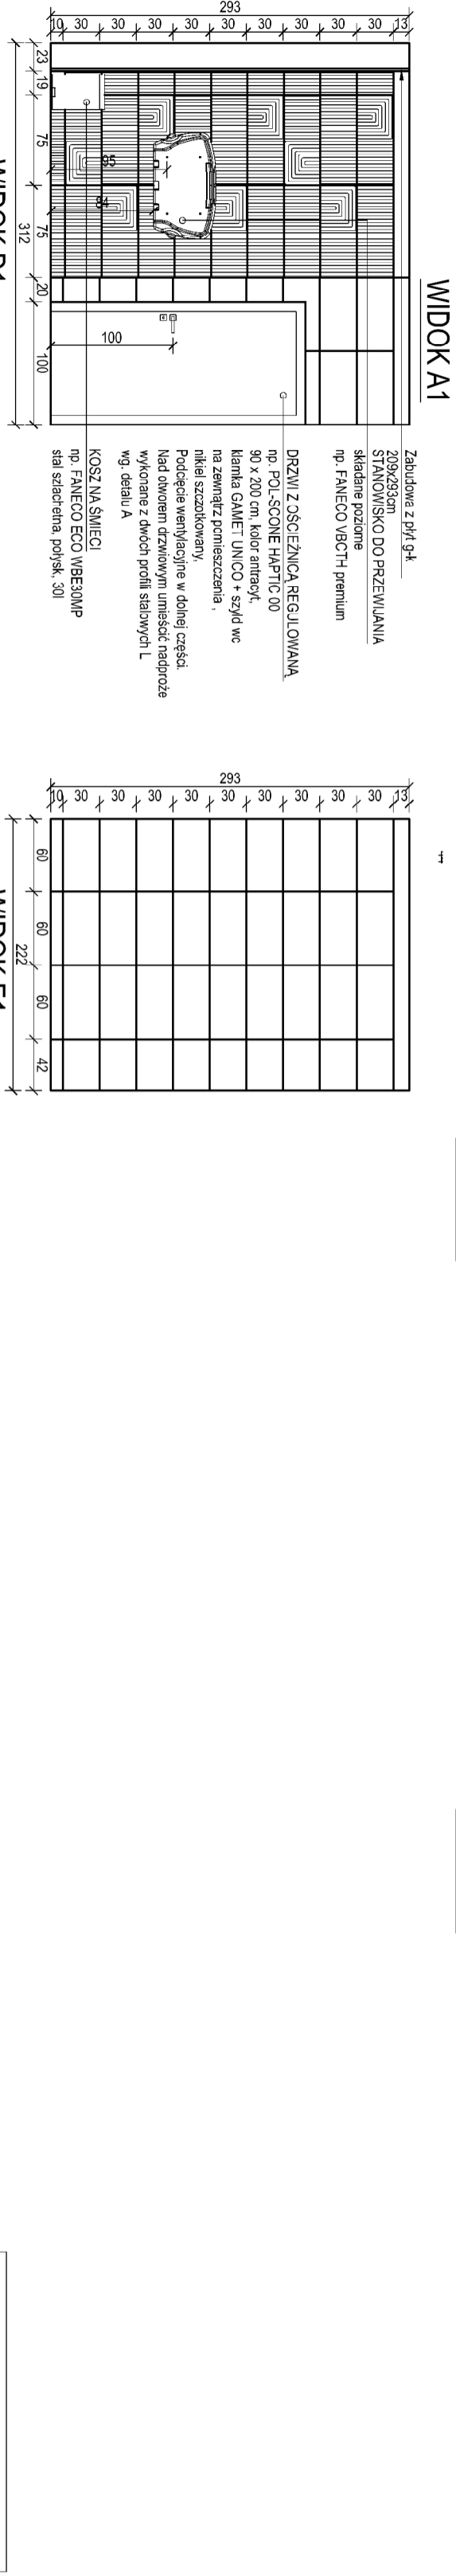 WIDOK A1
Zabudowa z płyt g-k
209x293cm
STANOWISKO DO PRZEWIJANIA
składane poziome
np. FANECO VBCTH premium
DRZWI Z OŚCIEŻNICĄ REGULOWANĄ
np. POL-SCONE HAPTIC 00
90 x 200 cm, kolor antracyt,
klamka GAMET UNICO + szyld wc
na zewnątrz pomieszczenia ,
nikiel szczotkowany,
Podcięcie wentylacyjne w dolnej części.
Nad otworem drzwiowym umieścić nadproże
wykonane z dwóch profili stalowych L
wg. detalu A
KOSZ NA ŚMIECI
np. FANECO ECO WBE30MP
stal szlachetna, połysk, 30l
293
10 30 30 30 30 30 30 30 30 30 13
95
84
100
23 19 75 75 20 100
312
293
10 30 30 30 30 30 30 30 30 30 13
60 60 60 42
222